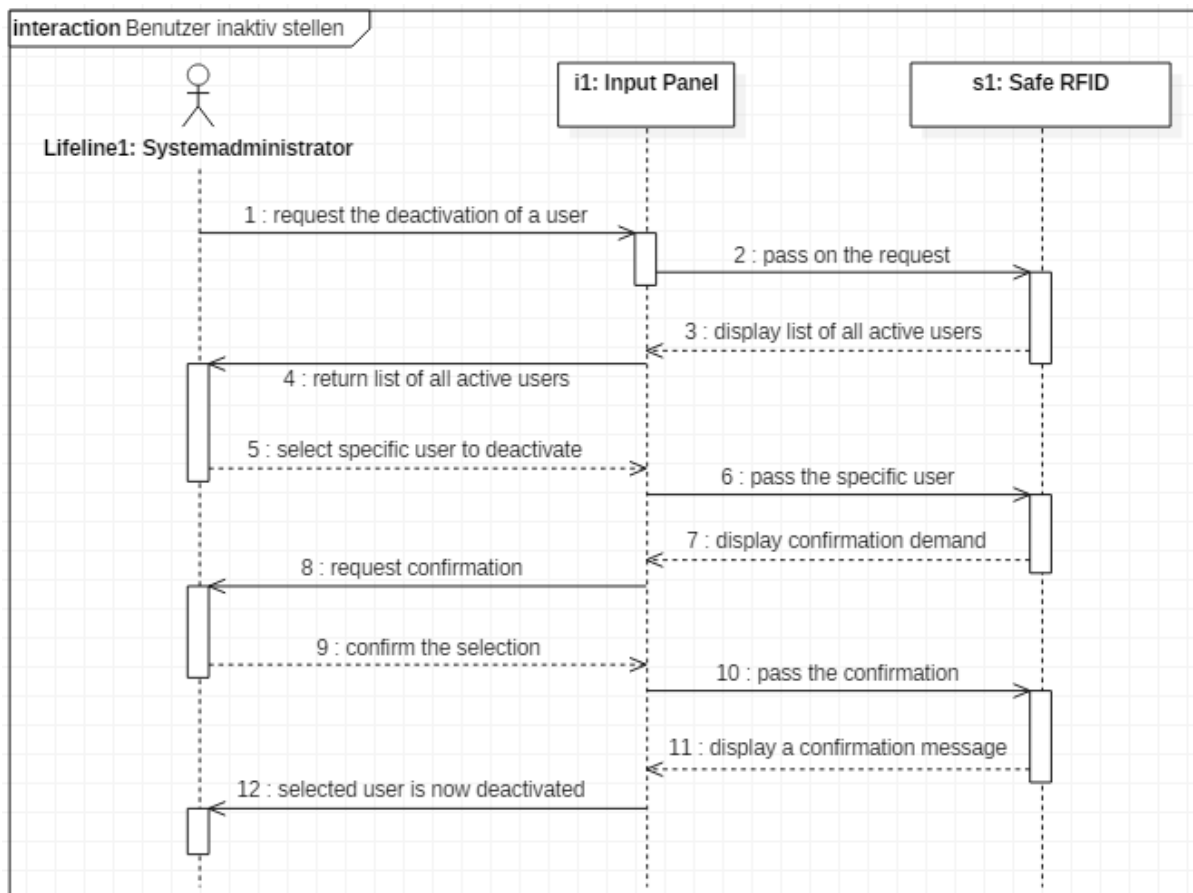 interaction Benutzer inaktiv stellen
i1: Input Panel
s1: Safe RFID
Lifeline1: Systemadministrator
1 : request the deactivation of a user
2 : pass on the request
3 : display list of all active users
4 : return list of all active users
5 : select specific user to deactivate
6 : pass the specific user
7 : display confirmation demand
8 : request confirmation
9 : confirm the selection
10 : pass the confirmation
11 : display a confirmation message
12 : selected user is now deactivated